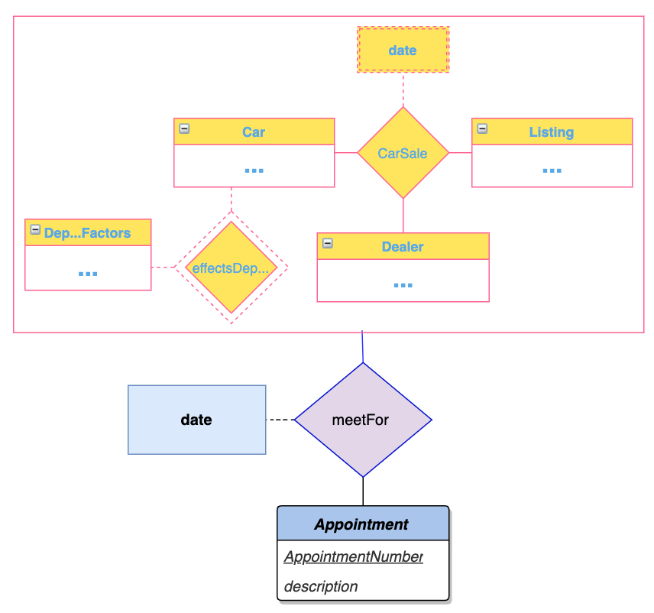 date
Car
...
CarSale
Listing
...
Dep...Factors
...
effectsDep...
Dealer
...
date
meetFor
Appointment
AppointmentNumber
description